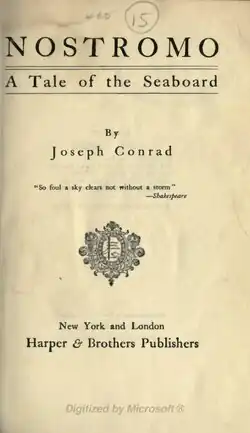 15
NOSTROMO
A Tale of the Seaboard
By
Joseph Conrad
"So foul a sky clears not without a storm"
—Shakespeare
New York and London
Harper & Brothers Publishers
Digitized by Microsoft®